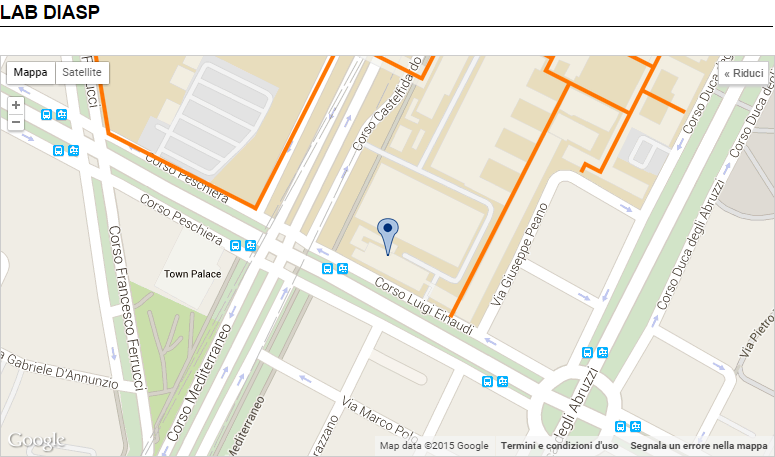 LAB DIASP
Mappa
Satellite
« Riduci
+
−
Corso Castelfidardo
Corso Duca degli
Corso Duca degli Abruzzi
Corso Peschiera
Corso Peschiera
Via Giuseppe Peano
Corso Duca degli Abruzzi
Town Palace
Corso Francesco Ferrucci
Corso Luigi Einaudi
Corso Mediterraneo
Via Pietro
Gabriele D'Annunzio
Mediterraneo
Via Marco Polo
degli Abruzzi
Google
Map data ©2015 Google
Termini e condizioni d'uso
Segnala un errore nella mappa